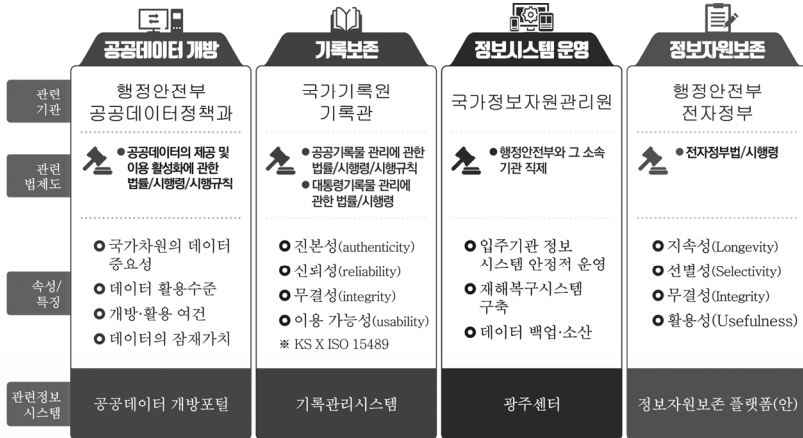 공공데이터 개방
기록보존
정보시스템 운영
정보자원보존
관련
기관
행정안전부
공공데이터정책과
국가기록원
기록관
국가정보자원관리원
행정안전부
전자정부
관련
법제도
● 공공데이터의 제공 및
이용 활성화에 관한
법률/시행령/시행규칙
● 공공기록물 관리에 관한
법률/시행령/시행규칙
● 대통령기록물 관리에
관한 법률/시행령
● 행정안전부와 그 소속
기관 직제
● 전자정부법/시행령
속성/
특징
국가차원의 데이터
중요성
데이터 활용수준
개방·활용 여건
데이터의 잠재가치
진본성(authenticity)
신뢰성(reliability)
무결성(integrity)
이용 가능성(usability)
※ KS X ISO 15489
입주기관 정보
시스템 안정적 운영
재해복구시스템
구축
데이터 백업·소산
지속성(Longevity)
선별성(Selectivity)
무결성(Integrity)
활용성(Usefulness)
관련정보
시스템
공공데이터 개방포털
기록관리시스템
광주센터
정보자원보존 플랫폼(안)